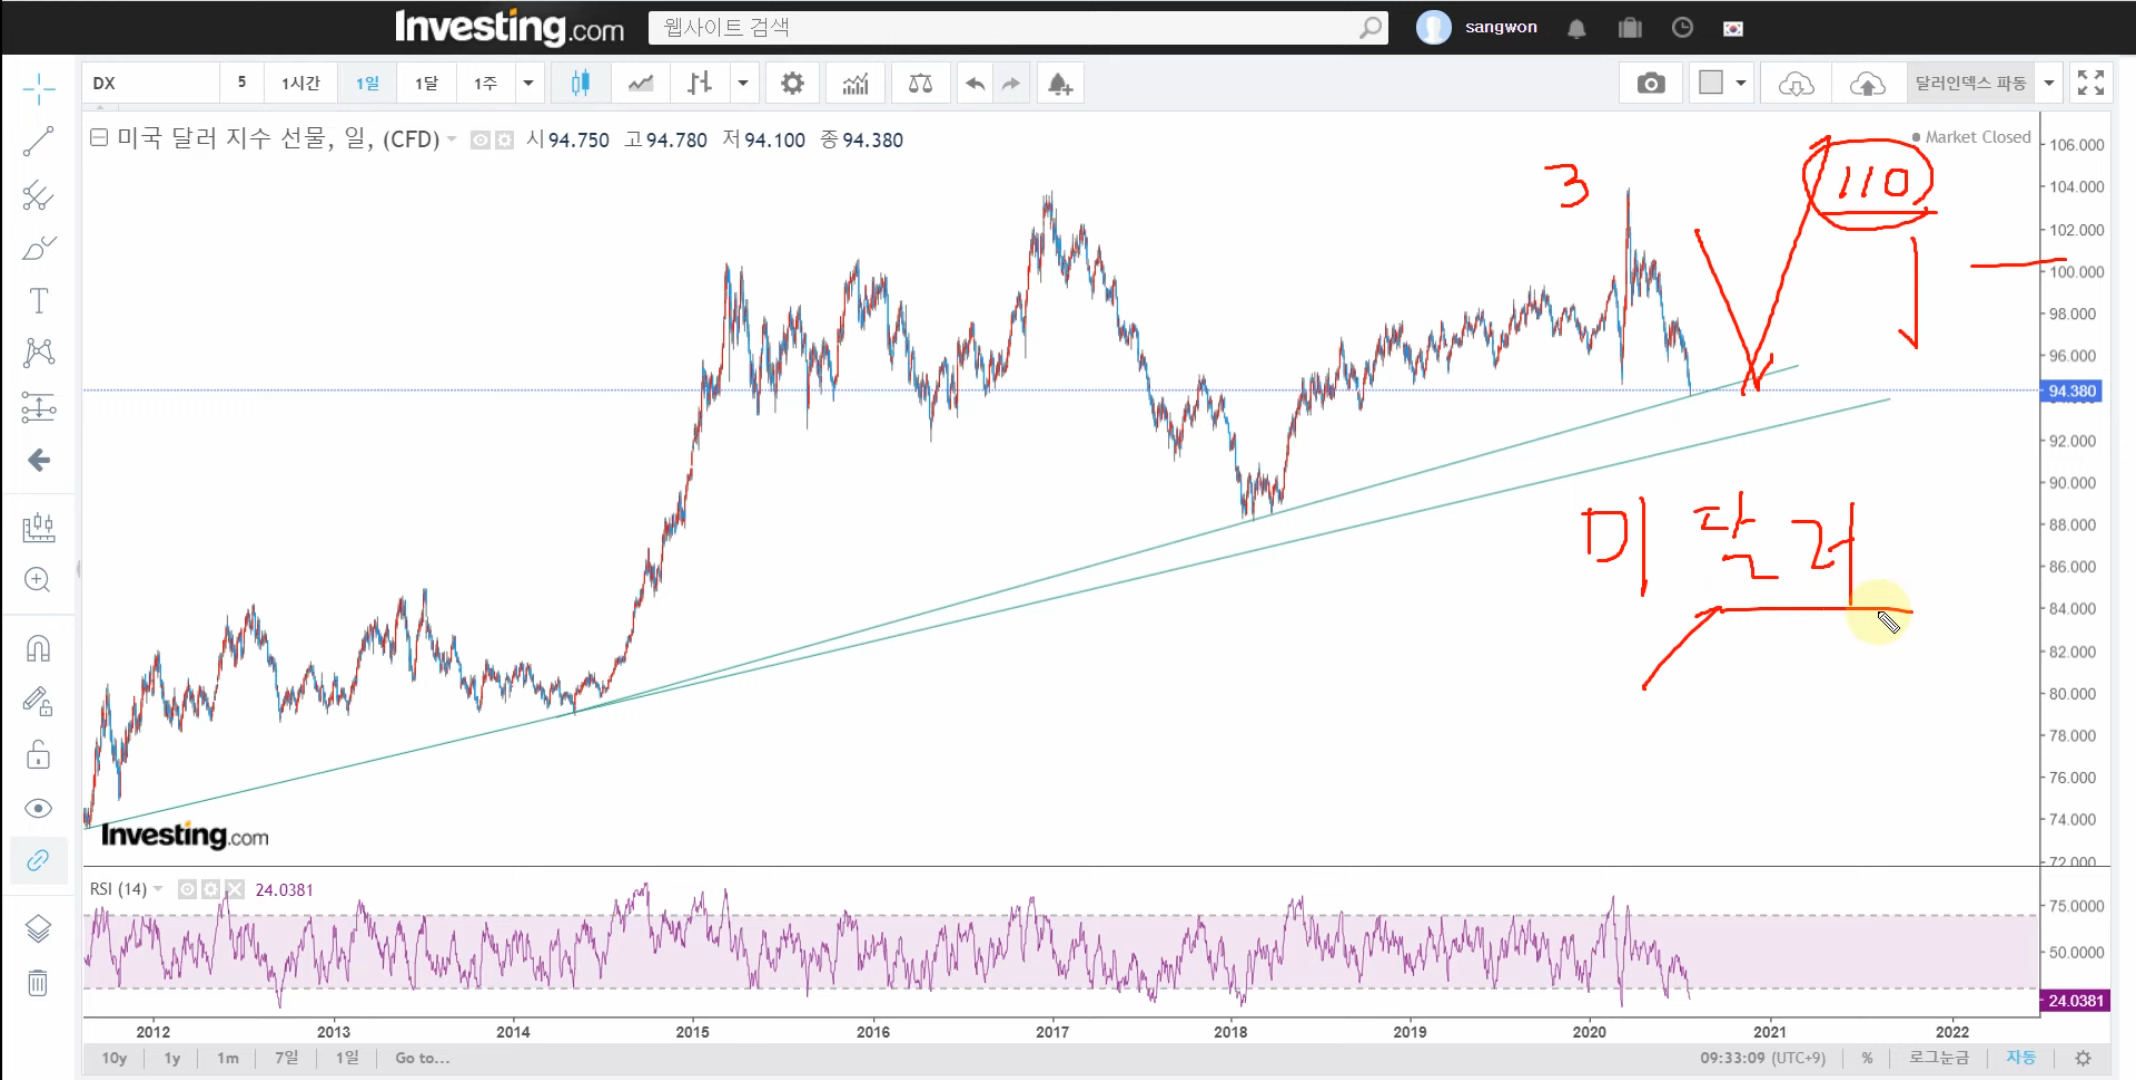 Investing.com 웹사이트 검색 sangwon
DX 5 1시간 1일 1달 1주 달러인덱스 파동
미국 달러 지수 선물, 일, (CFD) 시94.750 고94.780 저94.100 종94.380 Market Closed
106.000
104.000
102.000
100.000
98.000
96.000
94.380
92.000
90.000
88.000
86.000
84.000
82.000
80.000
78.000
76.000
74.000
72.000
3
110
미 달러
Investing.com
RSI (14) 24.0381
75.0000
50.0000
24.0381
2012 2013 2014 2015 2016 2017 2018 2019 2020 2021 2022
10y 1y 1m 7일 1일 Go to... 09:33:09 (UTC+9) % 로그눈금 자동